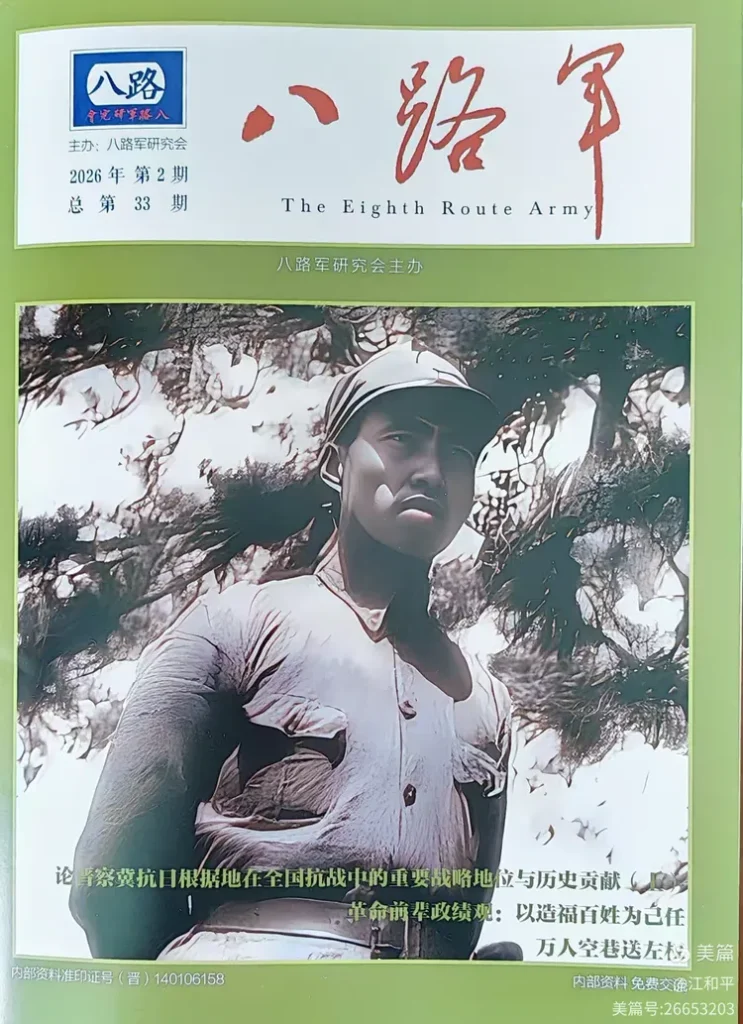 八路
會究研軍路八
主办：八路军研究会
2026 年 第 2 期
总 第 33 期
八路军
The Eighth Route Army
八路军研究会主办
论晋察冀抗日根据地在全国抗战中的重要战略地位与历史贡献（上）
革命前辈政绩观：以造福百姓为己任
万人空巷送左权
内部资料准印证号（晋）140106158
内部资料 免费交流
美篇
江和平
美篇号:26653203